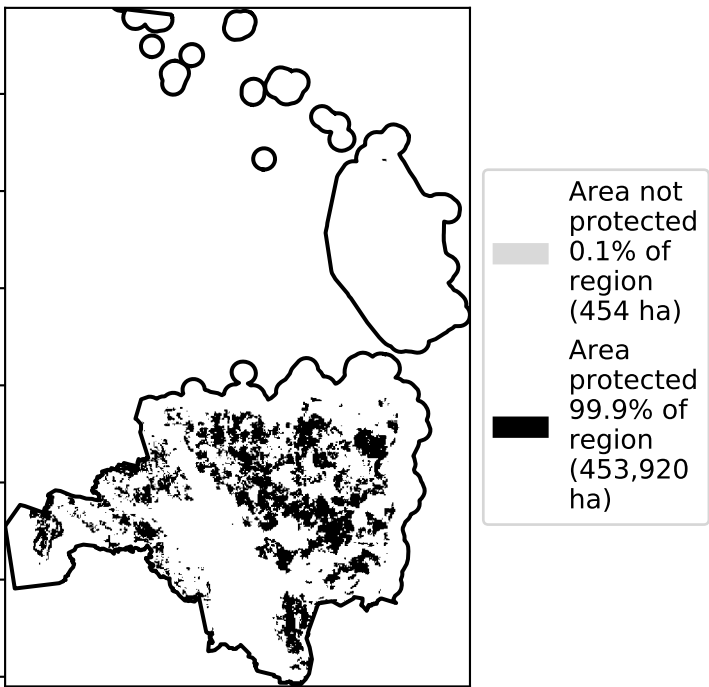 Area not
protected
0.1% of
region
(454 ha)
Area
protected
99.9% of
region
(453,920
ha)